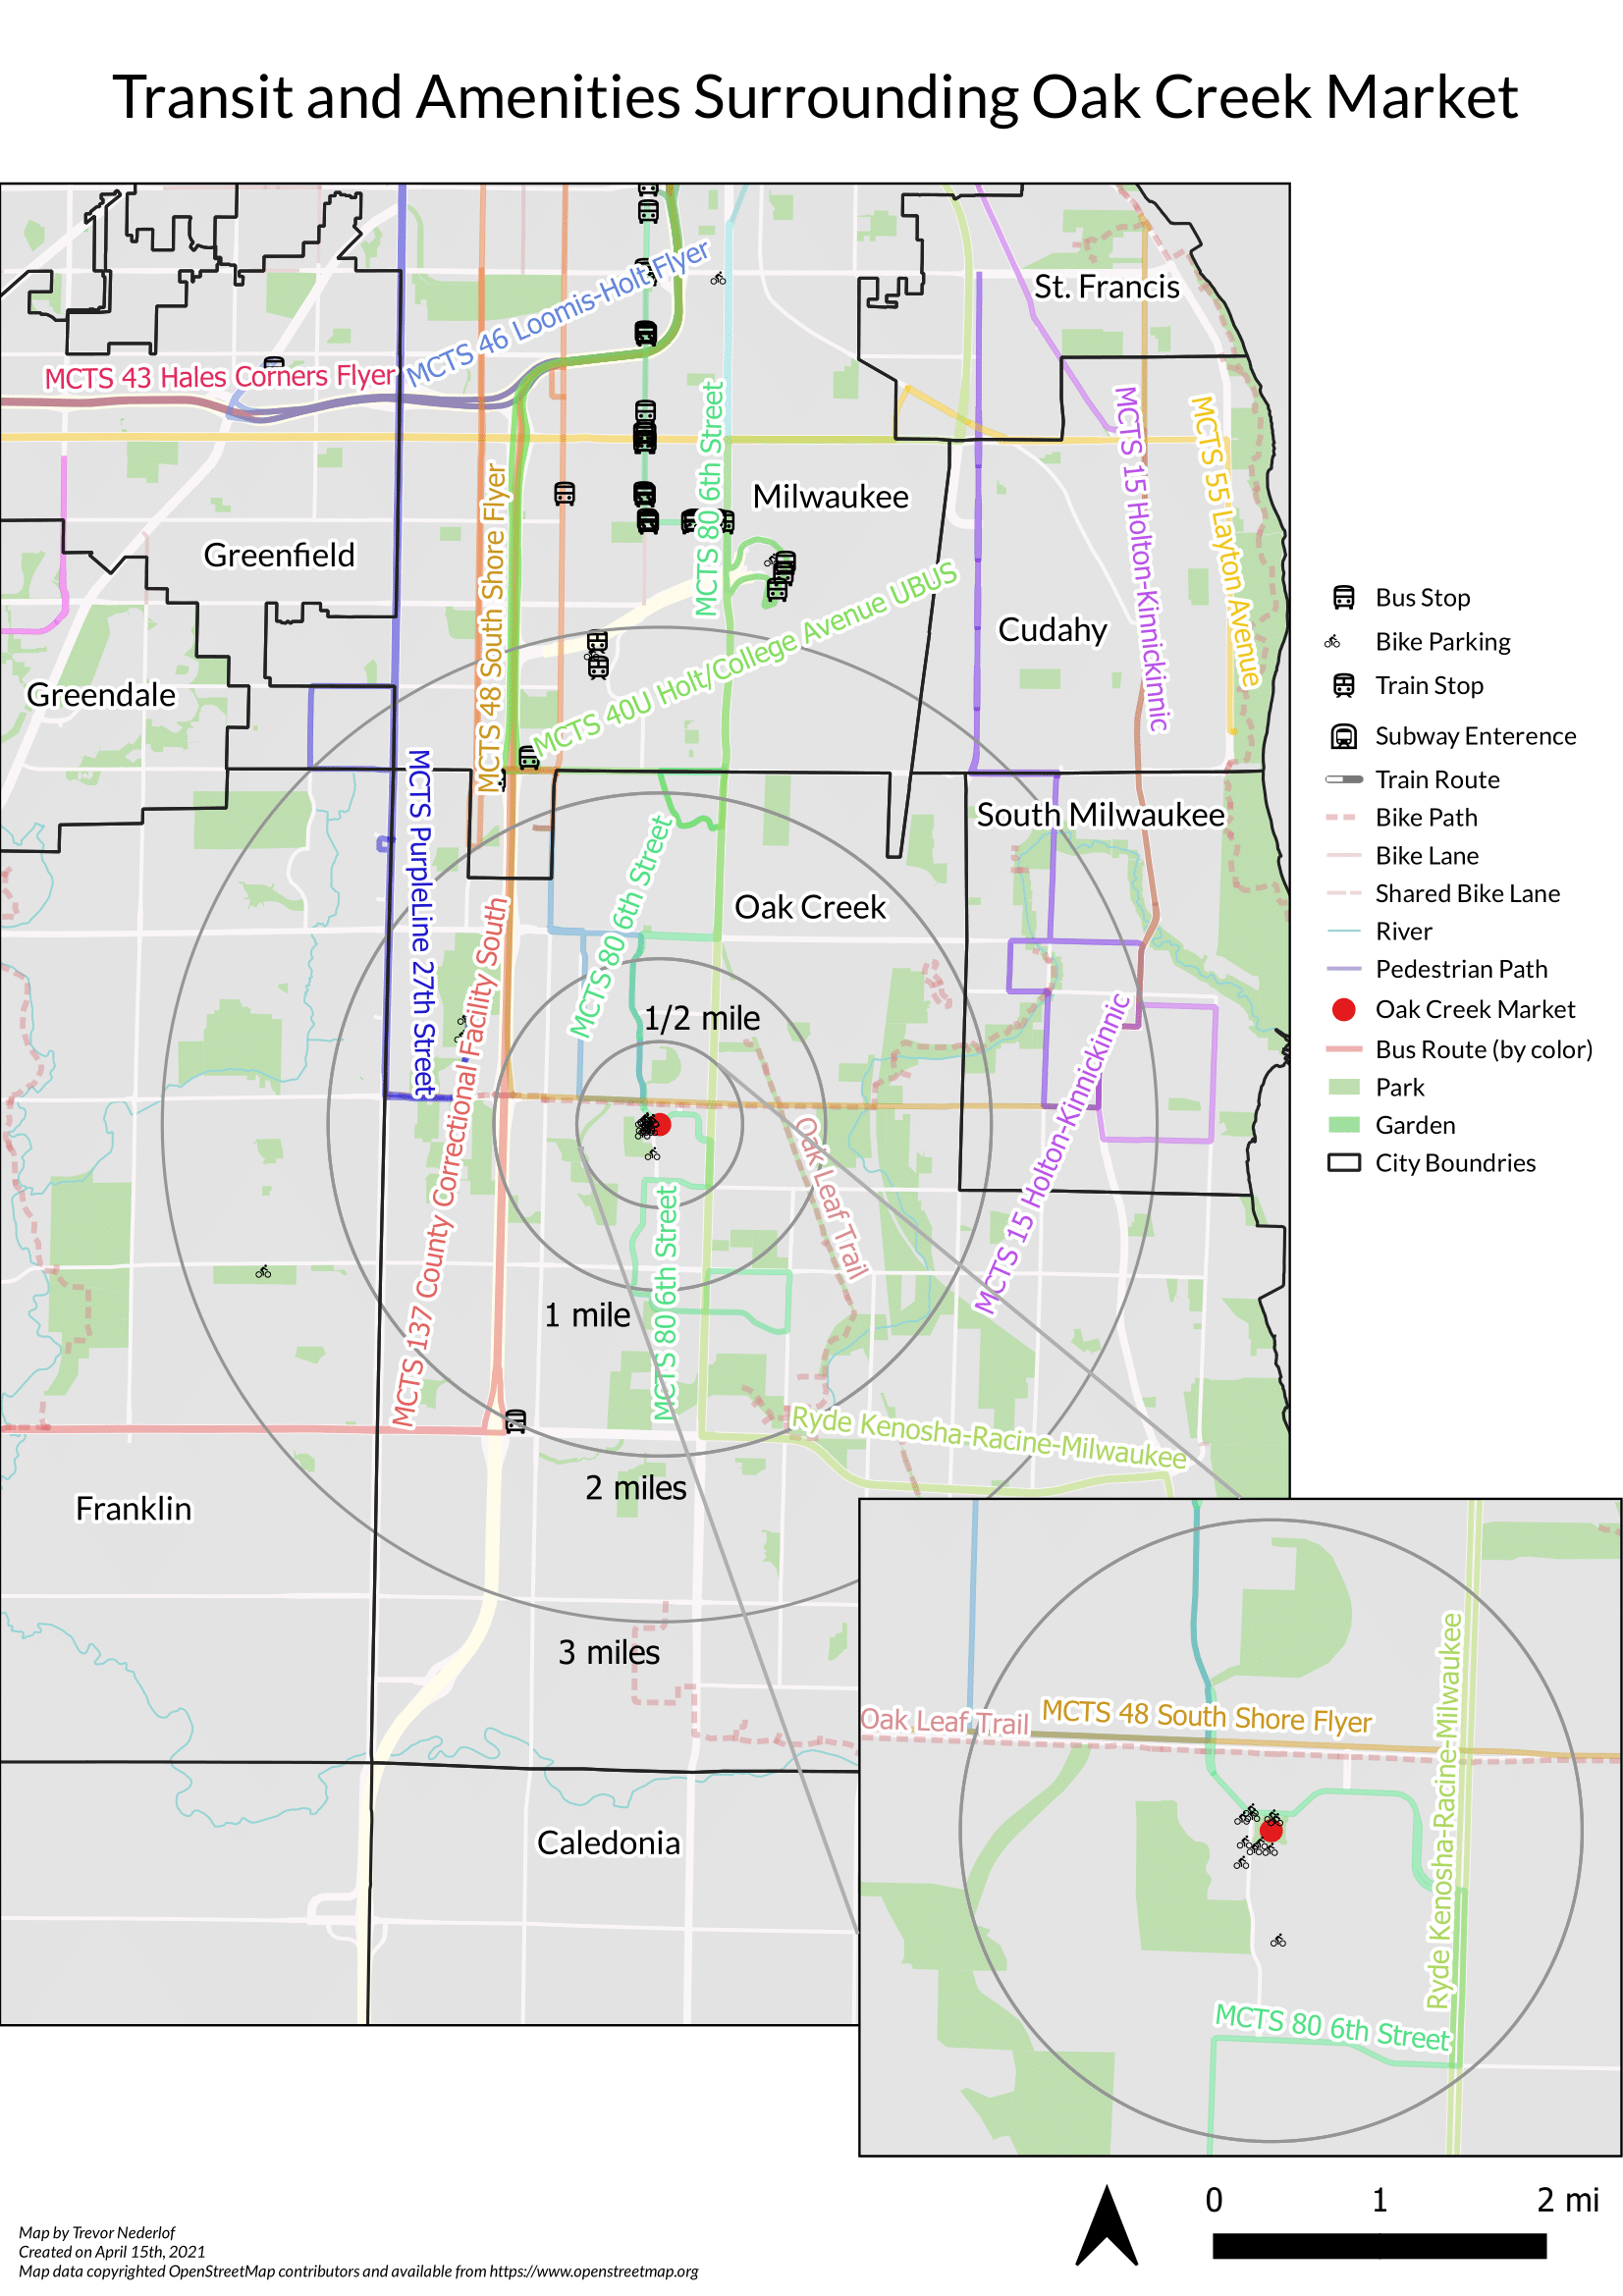 Transit and Amenities Surrounding Oak Creek Market
St. Francis
MCTS 46 Loomis-Holt Flyer
MCTS 43 Hales Corners Flyer
MCTS 80 6th Street
MCTS 15 Holton-Kinnickinnic
MCTS 55 Layton Avenue
Milwaukee
MCTS 48 South Shore Flyer
Greenfield
MCTS 40U Holt/College Avenue UBUS
Cudahy
Greendale
MCTS PurpleLine 27th Street
South Milwaukee
MCTS 80 6th Street
Oak Creek
MCTS 137 County Correctional Facility South
1/2 mile
MCTS 15 Holton-Kinnickinnic
Oak Leaf Trail
MCTS 80 6th Street
1 mile
Ryde Kenosha-Racine-Milwaukee
2 miles
Franklin
3 miles
Caledonia
Bus Stop
Bike Parking
Train Stop
Subway Enterence
Train Route
Bike Path
Bike Lane
Shared Bike Lane
River
Pedestrian Path
Oak Creek Market
Bus Route (by color)
Park
Garden
City Boundries
Oak Leaf Trail
MCTS 48 South Shore Flyer
Ryde Kenosha-Racine-Milwaukee
MCTS 80 6th Street
0 1 2 mi
Map by Trevor Nederlof
Created on April 15th, 2021
Map data copyrighted OpenStreetMap contributors and available from https://www.openstreetmap.org